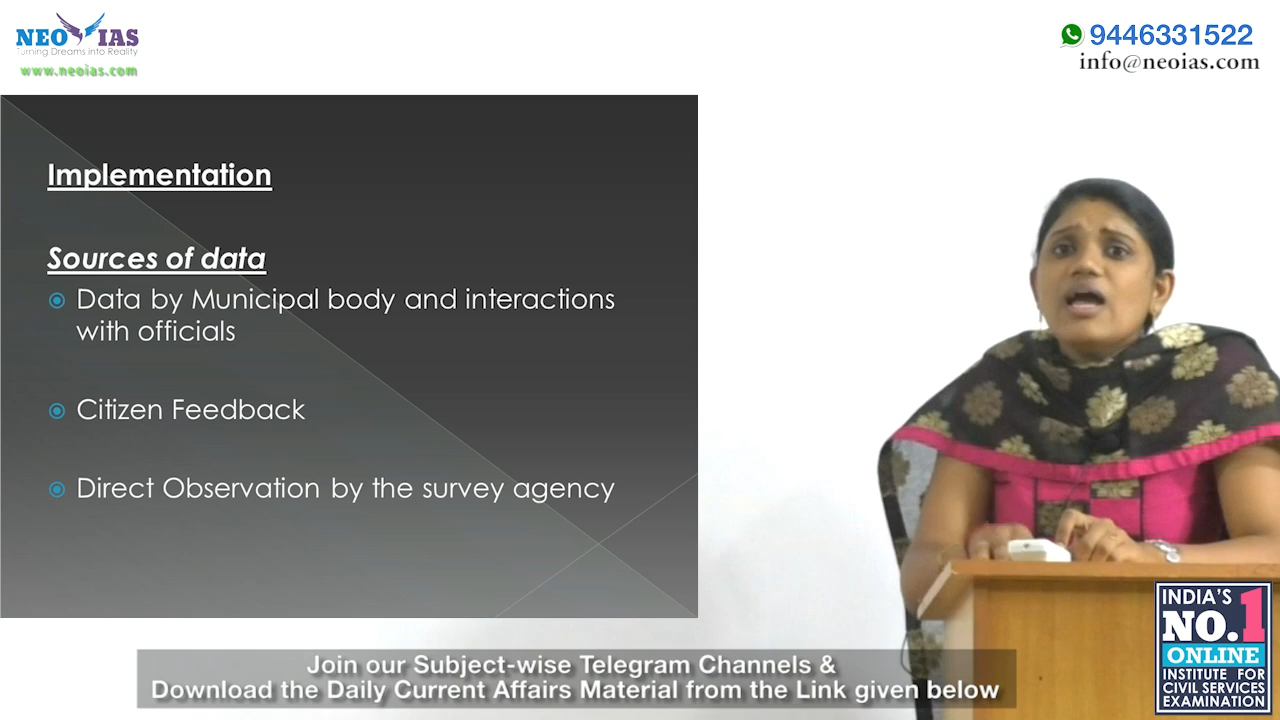 NEO IAS
Turning Dreams into Reality
www.neoias.com
9446331522
info@neoias.com
Implementation
Sources of data
Data by Municipal body and interactions
with officials
Citizen Feedback
Direct Observation by the survey agency
INDIA'S
NO.1
ONLINE
INSTITUTE FOR
CIVIL SERVICES
EXAMINATION
Join our Subject-wise Telegram Channels &
Download the Daily Current Affairs Material from the Link given below